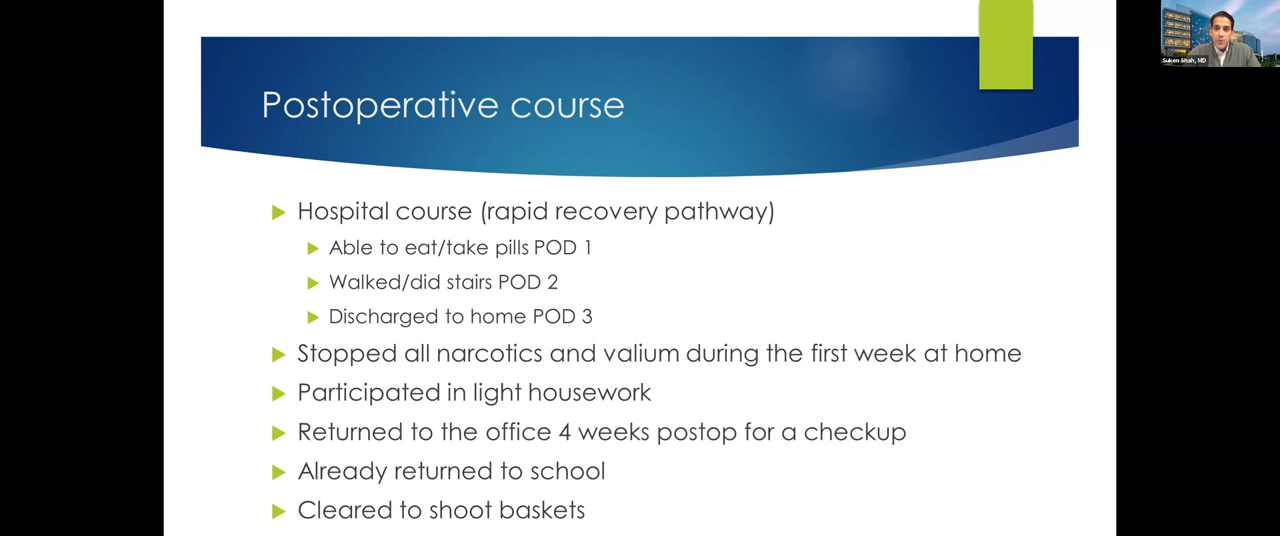 Postoperative course
Hospital course (rapid recovery pathway)
Able to eat/take pills POD 1
Walked/did stairs POD 2
Discharged to home POD 3
Stopped all narcotics and valium during the first week at home
Participated in light housework
Returned to the office 4 weeks postop for a checkup
Already returned to school
Cleared to shoot baskets
Suken Shah, MD